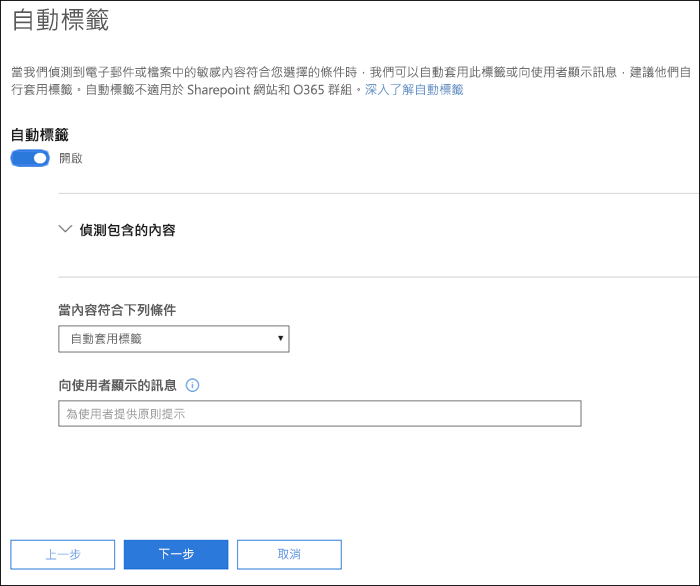 自動標籤
當我們偵測到電子郵件或檔案中的敏感內容符合您選擇的條件時，我們可以自動套用此標籤或向使用者顯示訊息，建議他們自
行套用標籤。自動標籤不適用於 Sharepoint 網站和 O365 群組。深入了解自動標籤
自動標籤
開啟
偵測包含的內容
當內容符合下列條件
自動套用標籤
向使用者顯示的訊息
為使用者提供原則提示
上一步 下一步 取消